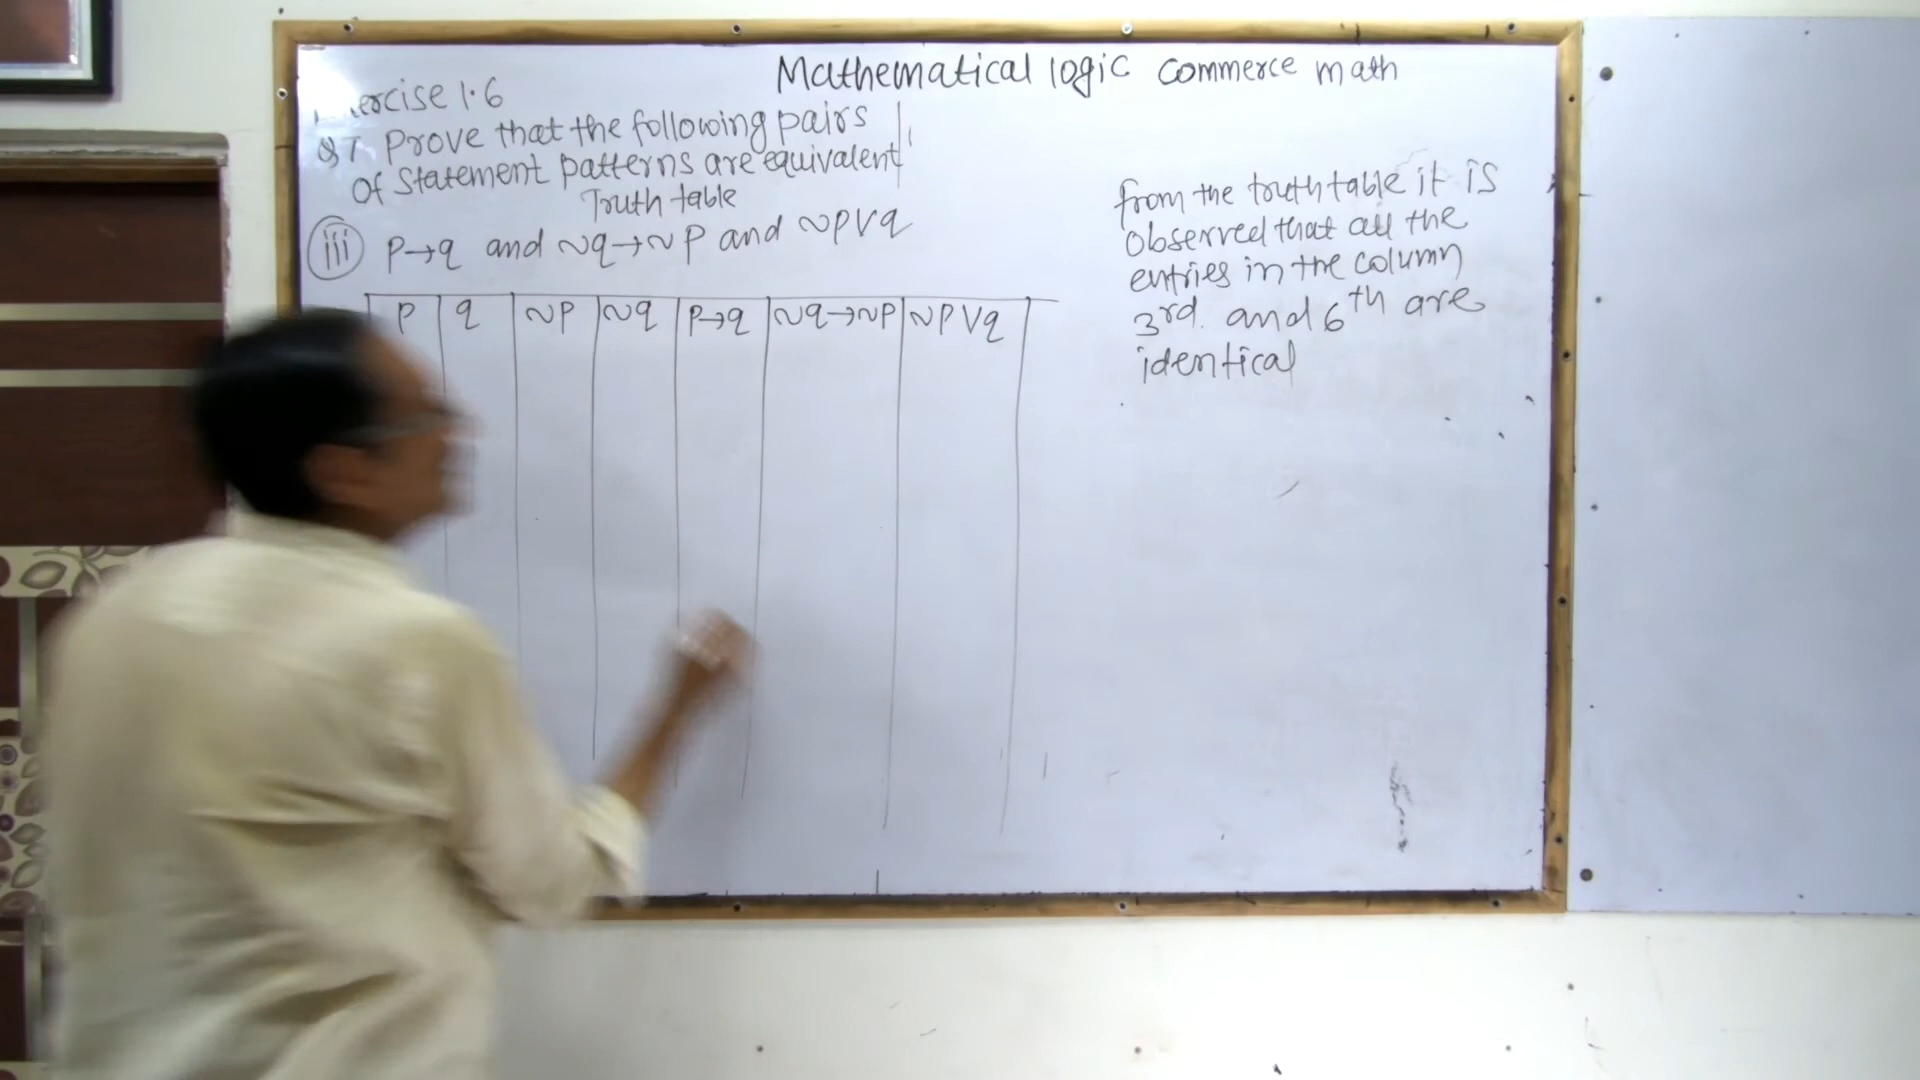 Mathematical logic commerce math
ercise 1.6
Q7 Prove that the following pairs
Of Statement patterns are equivalent
Truth table
iii P→q and ~q→~P and ~PVq
P q ~P ~q P→q ~q→~P ~PVq
from the truth table it is
Observed that all the
entries in the column
3rd. and 6th are
identical